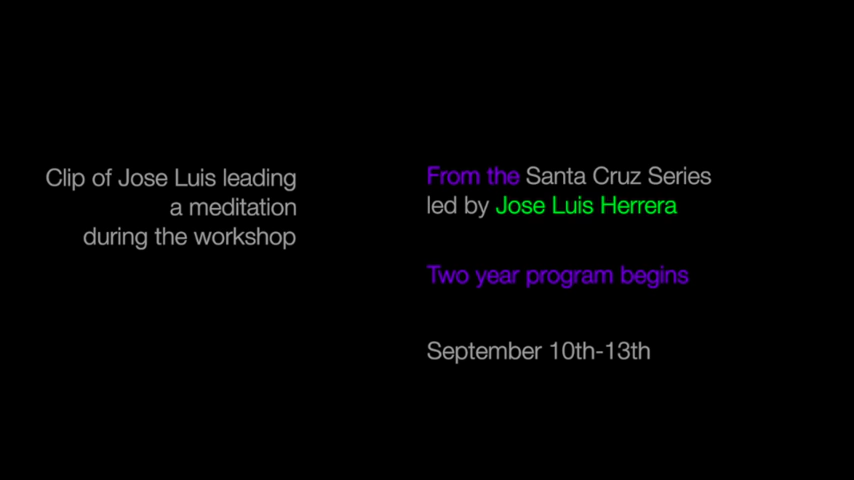 Clip of Jose Luis leading
a meditation
during the workshop
From the Santa Cruz Series
led by Jose Luis Herrera
Two year program begins
September 10th-13th